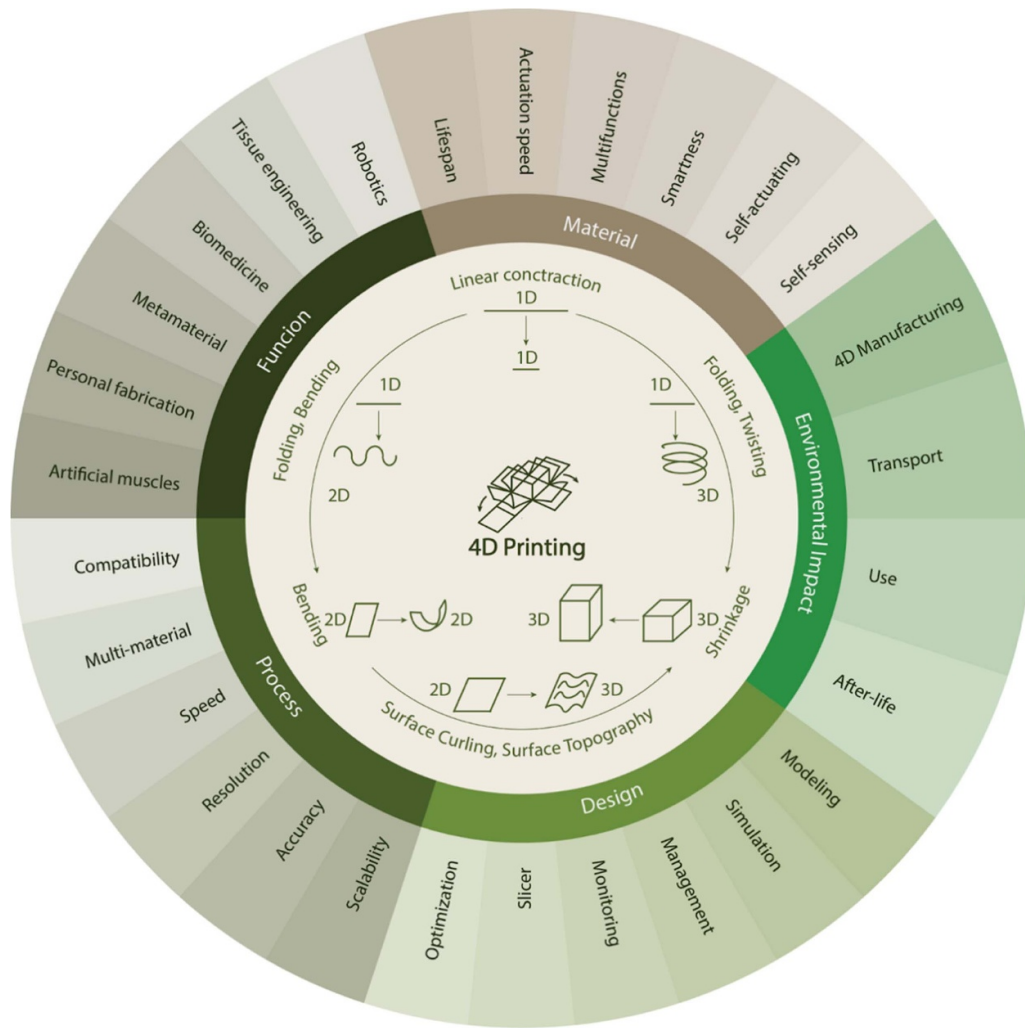 Lifespan
Actuation speed
Multifunctions
Smartness
Self-actuating
Self-sensing
4D Manufacturing
Transport
Use
After-life
Modeling
Simulation
Management
Monitoring
Slicer
Optimization
Scalability
Accuracy
Resolution
Speed
Multi-material
Compatibility
Artificial muscles
Personal fabrication
Metamaterial
Biomedicine
Tissue engineering
Robotics
Material
Environmental Impact
Design
Process
Funcion
Linear conctraction
1D
1D
Folding, Bending
1D
2D
Folding, Twisting
1D
3D
4D Printing
Bending
2D
2D
3D
3D
Shrinkage
2D
3D
Surface Curling, Surface Topography